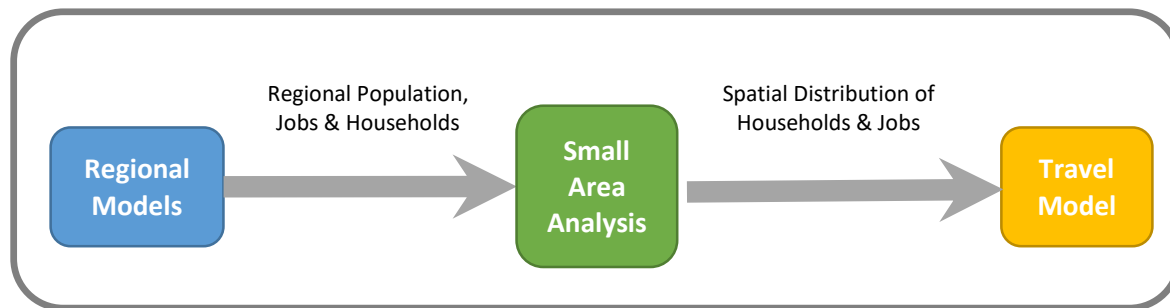 Regional Population,
Jobs & Households
Spatial Distribution of
Households & Jobs
Regional
Models
Small
Area
Analysis
Travel
Model